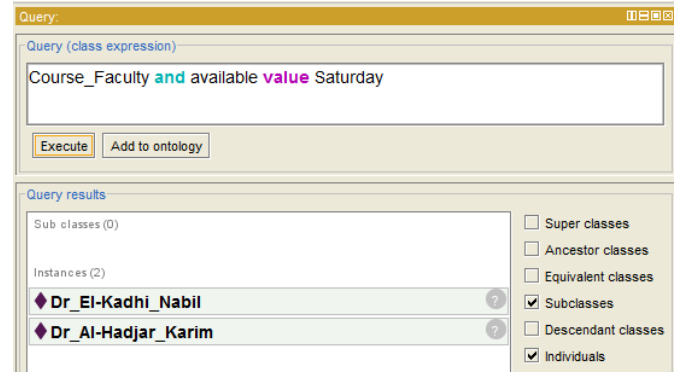 Query:
Query (class expression)
Course_Faculty and available value Saturday
Execute
Add to ontology
Query results
Sub classes (0)
Instances (2)
Dr_El-Kadhi_Nabil
?
Dr_Al-Hadjar_Karim
?
Super classes
Ancestor classes
Equivalent classes
Subclasses
Descendant classes
Individuals